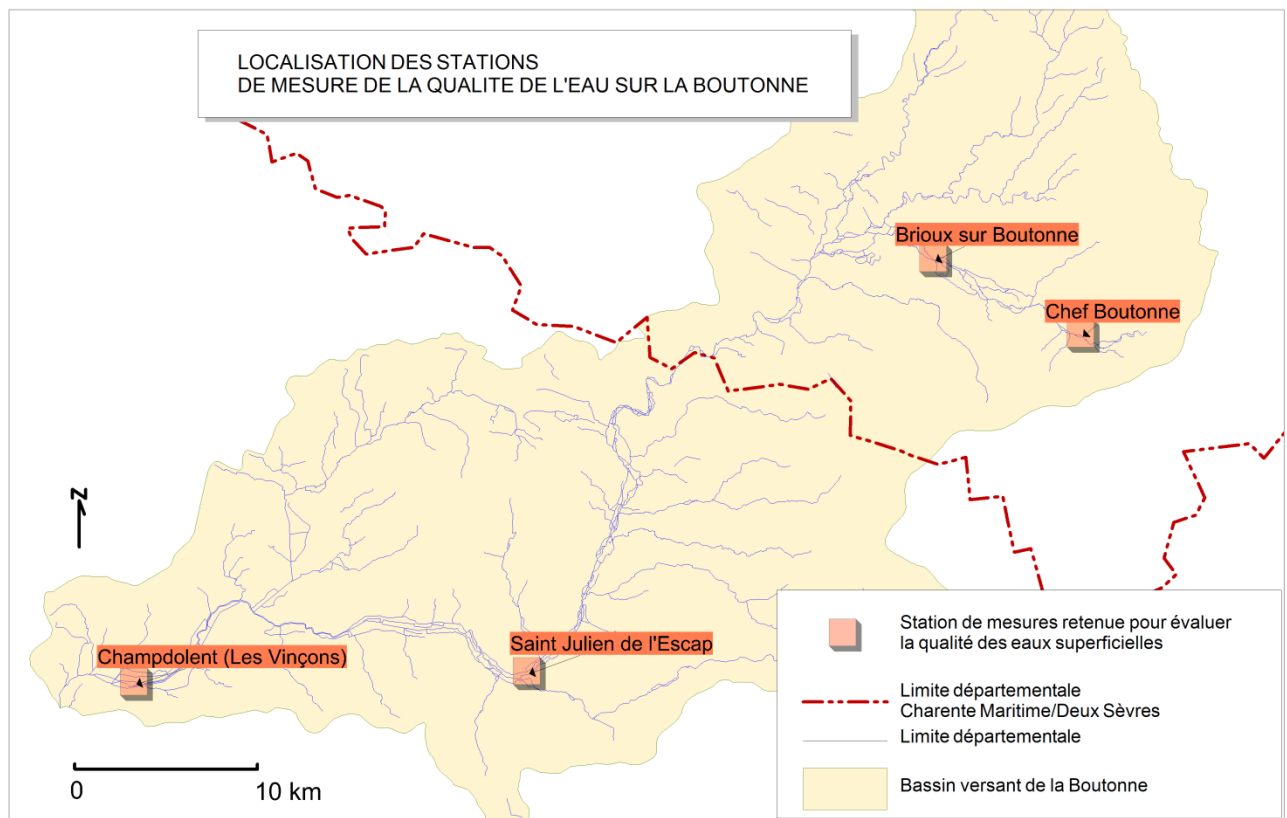 LOCALISATION DES STATIONS
DE MESURE DE LA QUALITE DE L'EAU SUR LA BOUTONNE
Brioux sur Boutonne
Chef Boutonne
Saint Julien de l'Escap
Champdolent (Les Vinçons)
N
0 10 km
Station de mesures retenue pour évaluer
la qualité des eaux superficielles
Limite départementale
Charente Maritime/Deux Sèvres
Limite départementale
Bassin versant de la Boutonne